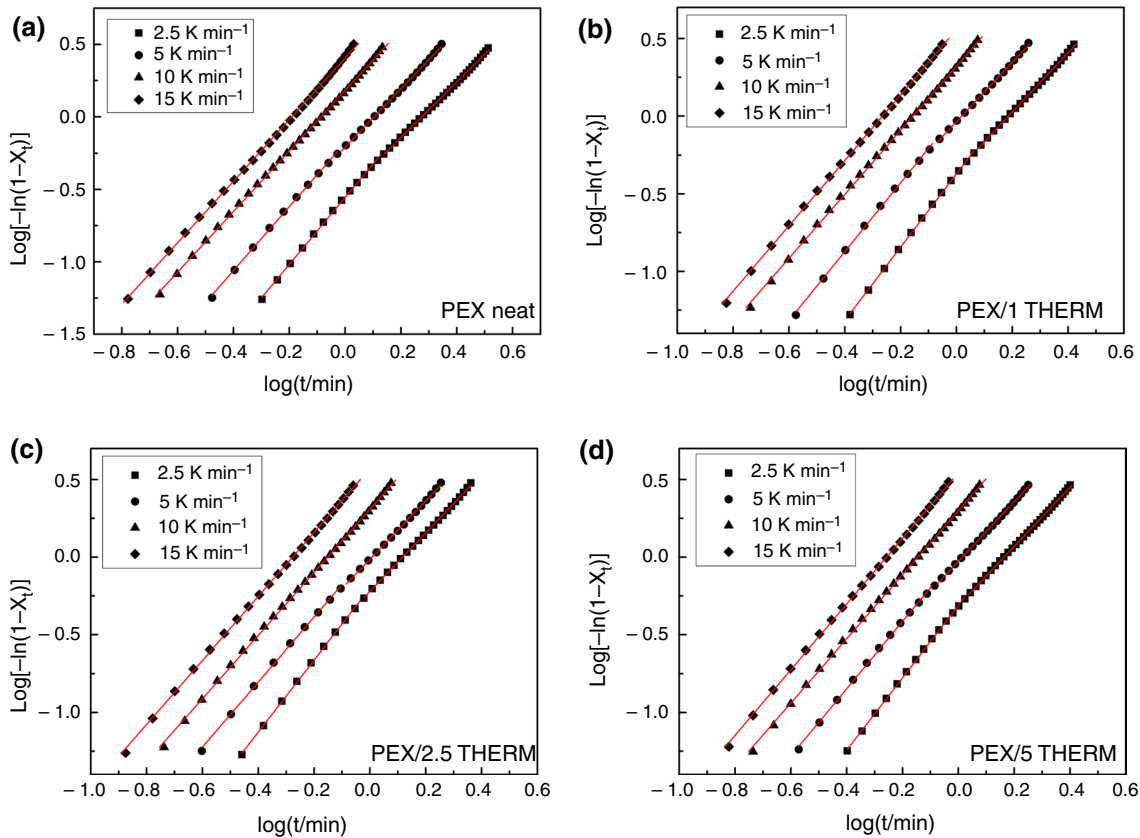 (a)
2.5 K min⁻¹
5 K min⁻¹
10 K min⁻¹
15 K min⁻¹
0.5
0.0
– 0.5
– 1.0
– 1.5
Log[–ln(1–Xₜ)]
PEX neat
– 0.8 – 0.6 – 0.4 – 0.2 0.0 0.2 0.4 0.6
log(t/min)
(b)
2.5 K min⁻¹
5 K min⁻¹
10 K min⁻¹
15 K min⁻¹
0.5
0.0
– 0.5
– 1.0
Log[–ln(1–Xₜ)]
PEX/1 THERM
– 1.0 – 0.8 – 0.6 – 0.4 – 0.2 0.0 0.2 0.4 0.6
log(t/min)
(c)
2.5 K min⁻¹
5 K min⁻¹
10 K min⁻¹
15 K min⁻¹
0.5
0.0
– 0.5
– 1.0
Log[–ln(1–Xₜ)]
PEX/2.5 THERM
– 1.0 – 0.8 – 0.6 – 0.4 – 0.2 0.0 0.2 0.4 0.6
log(t/min)
(d)
2.5 K min⁻¹
5 K min⁻¹
10 K min⁻¹
15 K min⁻¹
0.5
0.0
– 0.5
– 1.0
Log[–ln(1–Xₜ)]
PEX/5 THERM
– 1.0 – 0.8 – 0.6 – 0.4 – 0.2 0.0 0.2 0.4 0.6
log(t/min)